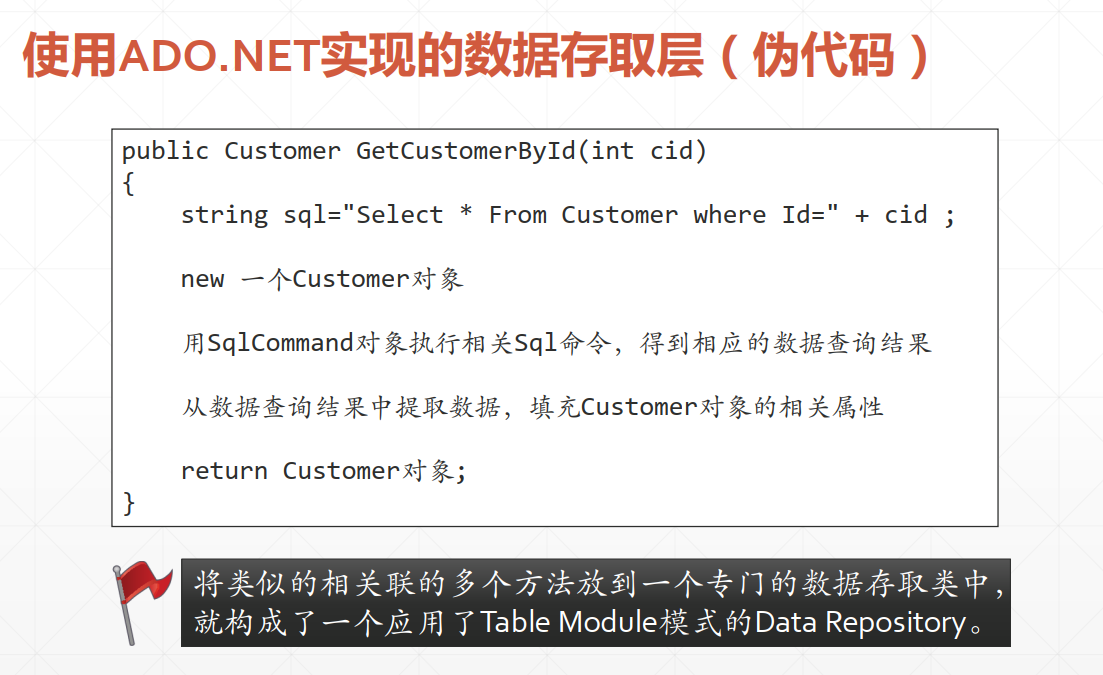 使用ADO.NET实现的数据存取层（伪代码）
public Customer GetCustomerById(int cid)
{
string sql="Select * From Customer where Id=" + cid ;
new 一个Customer对象
用SqlCommand对象执行相关Sql命令，得到相应的数据查询结果
从数据查询结果中提取数据，填充Customer对象的相关属性
return Customer对象;
}
将类似的相关联的多个方法放到一个专门的数据存取类中，
就构成了一个应用了Table Module模式的Data Repository。